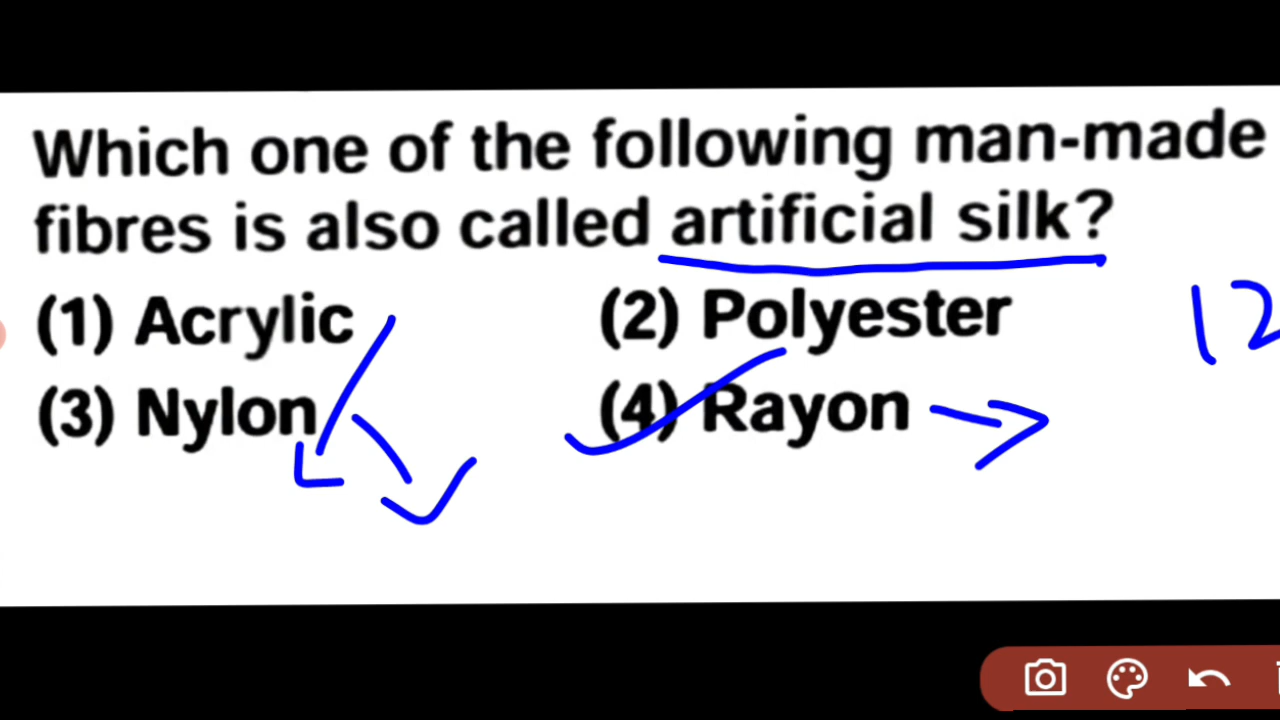 Which one of the following man-made
fibres is also called artificial silk?
(1) Acrylic (2) Polyester
(3) Nylon (4) Rayon
12